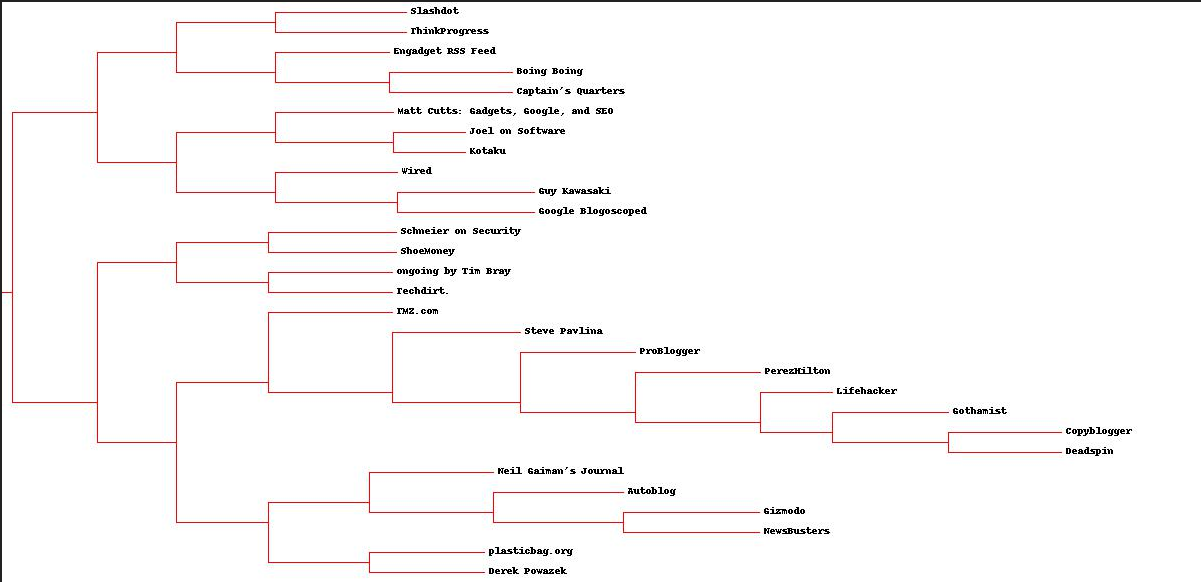 Slashdot
ThinkProgress
Engadget RSS Feed
Boing Boing
Captain's Quarters
Matt Cutts: Gadgets, Google, and SEO
Joel on Software
Kotaku
Wired
Guy Kawasaki
Google Blogoscoped
Schneier on Security
ShoeMoney
ongoing by Tim Bray
Techdirt.
TMZ.com
Steve Pavlina
ProBlogger
PerezHilton
Lifehacker
Gothamist
Copyblogger
Deadspin
Neil Gaiman's Journal
Autoblog
Gizmodo
NewsBusters
plasticbag.org
Derek Powazek